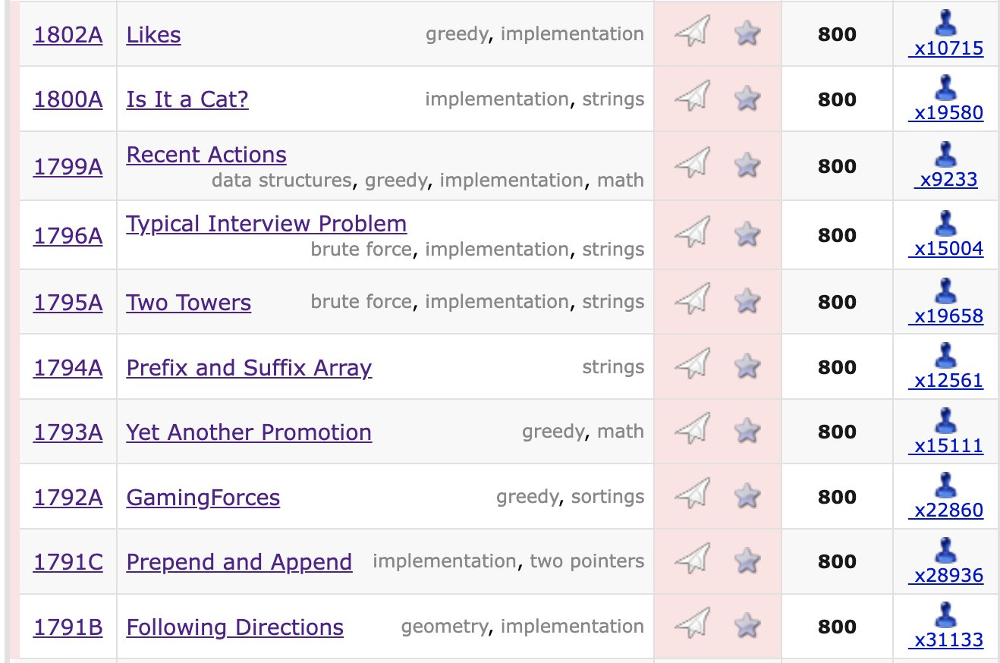 1802A Likes greedy, implementation 800 x10715
1800A Is It a Cat? implementation, strings 800 x19580
1799A Recent Actions data structures, greedy, implementation, math 800 x9233
1796A Typical Interview Problem brute force, implementation, strings 800 x15004
1795A Two Towers brute force, implementation, strings 800 x19658
1794A Prefix and Suffix Array strings 800 x12561
1793A Yet Another Promotion greedy, math 800 x15111
1792A GamingForces greedy, sortings 800 x22860
1791C Prepend and Append implementation, two pointers 800 x28936
1791B Following Directions geometry, implementation 800 x31133